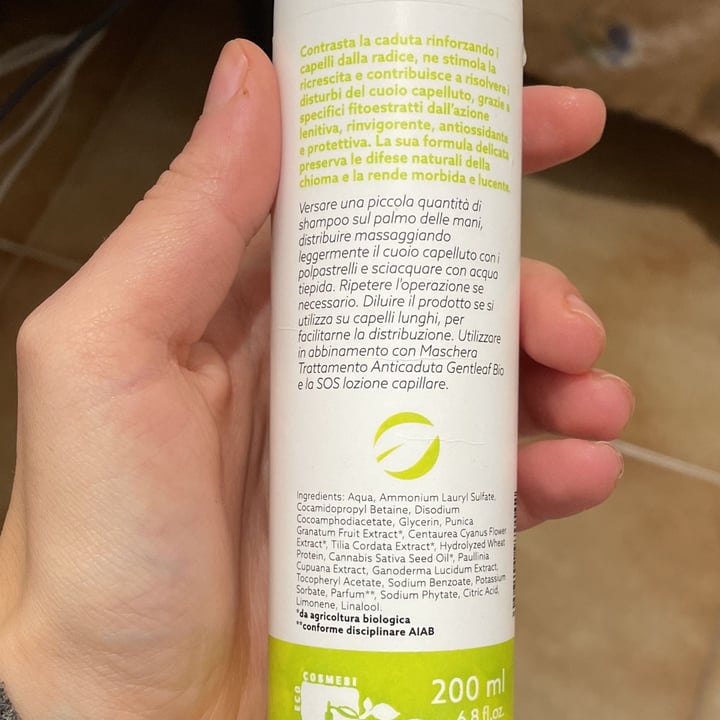 Contrasta la caduta rinforzando i
capelli dalla radice, ne stimola la
ricrescita e contribuisce a risolvere i
disturbi del cuoio capelluto, grazie a
specifici fitoestratti dall'azione
lenitiva, rinvigorente, antiossidante
e protettiva. La sua formula delicata
preserva le difese naturali della
chioma e la rende morbida e lucente.
Versare una piccola quantità di
shampoo sul palmo delle mani,
distribuire massaggiando
leggermente il cuoio capelluto con i
polpastrelli e sciacquare con acqua
tiepida. Ripetere l'operazione se
necessario. Diluire il prodotto se si
utilizza su capelli lunghi, per
facilitarne la distribuzione. Utilizzare
in abbinamento con Maschera
Trattamento Anticaduta Gentleaf Bio
e la SOS lozione capillare.
Ingredients: Aqua, Ammonium Lauryl Sulfate,
Cocamidopropyl Betaine, Disodium
Cocoamphodiacetate, Glycerin, Punica
Granatum Fruit Extract*, Centaurea Cyanus Flower
Extract*, Tilia Cordata Extract*, Hydrolyzed Wheat
Protein, Cannabis Sativa Seed Oil*, Paullinia
Cupuana Extract, Ganoderma Lucidum Extract,
Tocopheryl Acetate, Sodium Benzoate, Potassium
Sorbate, Parfum**, Sodium Phytate, Citric Acid,
Limonene, Linalool.
*da agricoltura biologica
**conforme disciplinare AIAB
ECO COSMESI
200 ml
6.8 fl.oz